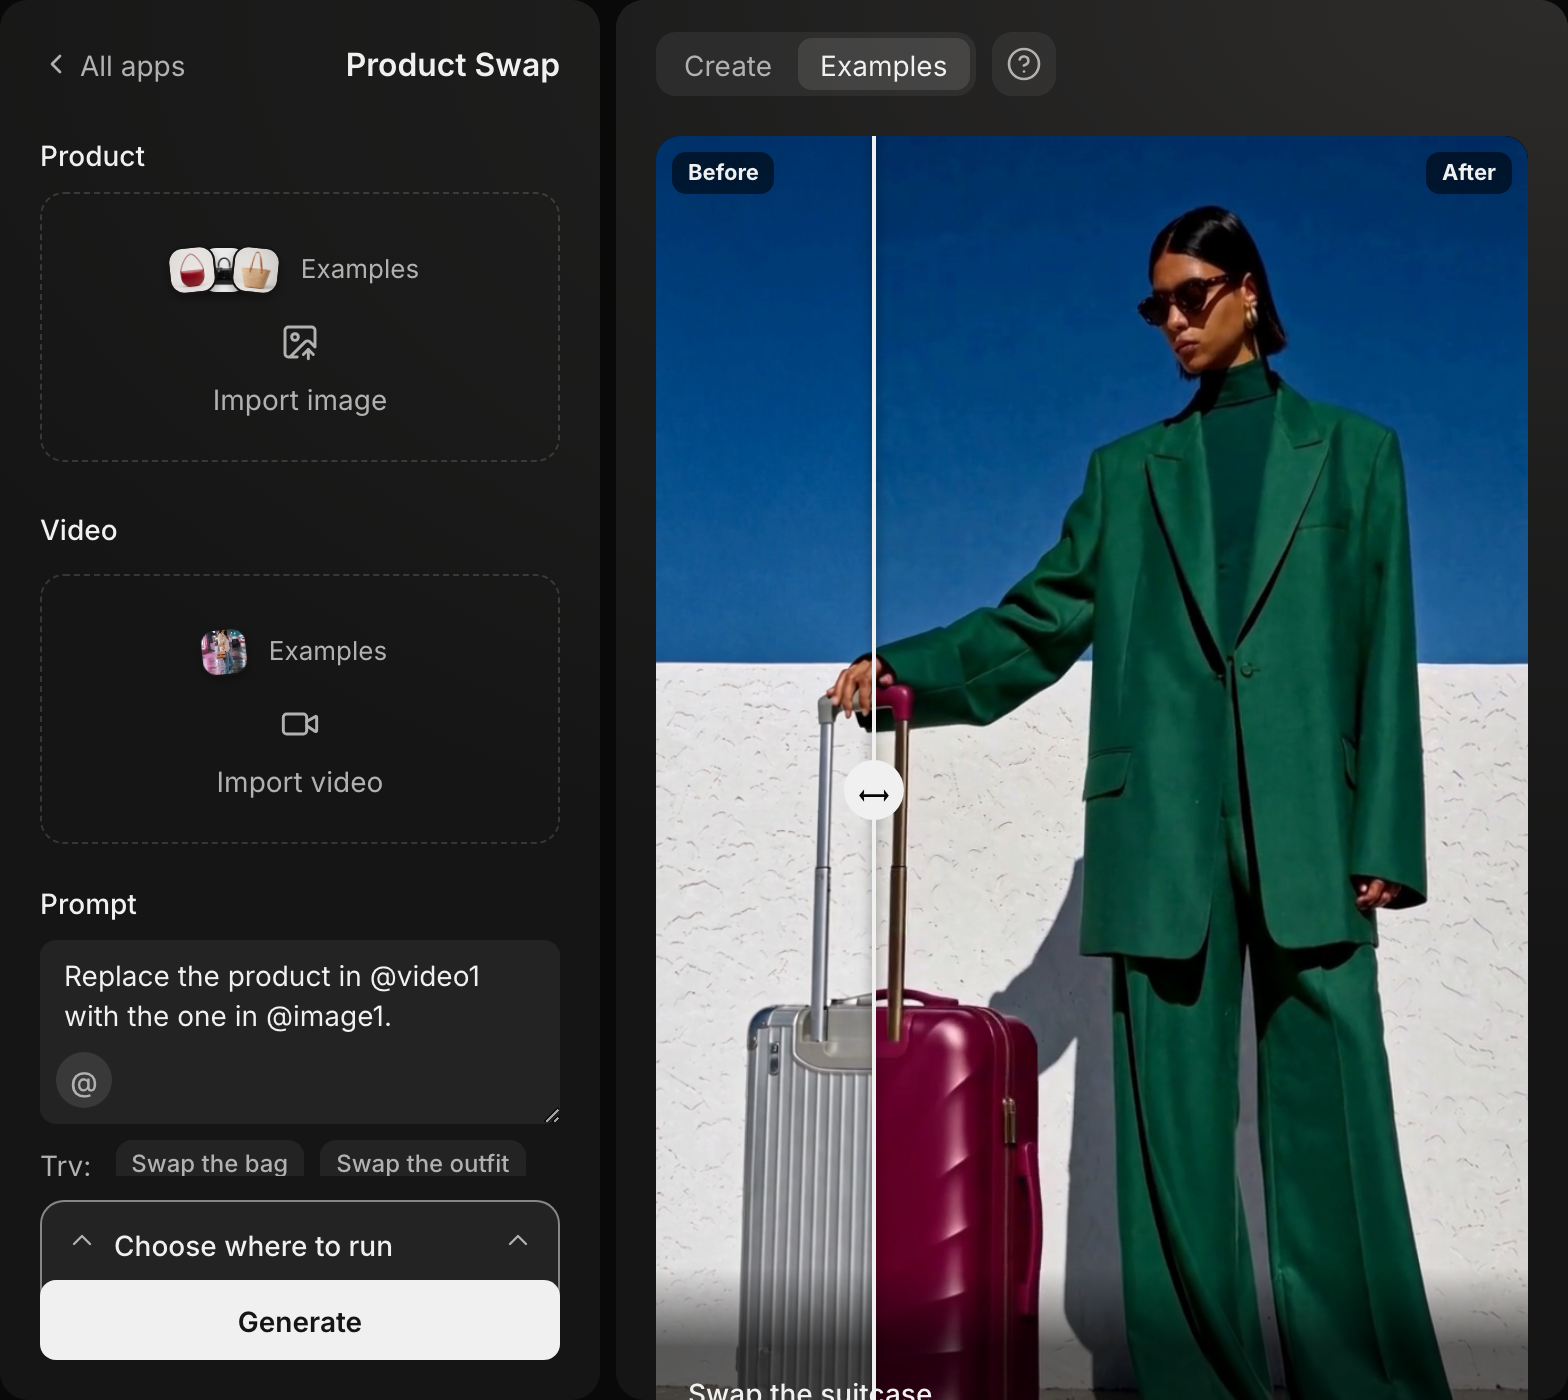 All apps
Product Swap
Product
Examples
Import image
Video
Examples
Import video
Prompt
Replace the product in @video1
with the one in @image1.
@
Try:
Swap the bag
Swap the outfit
Choose where to run
Generate
Create
Examples
Before
After
Swap the suitcase